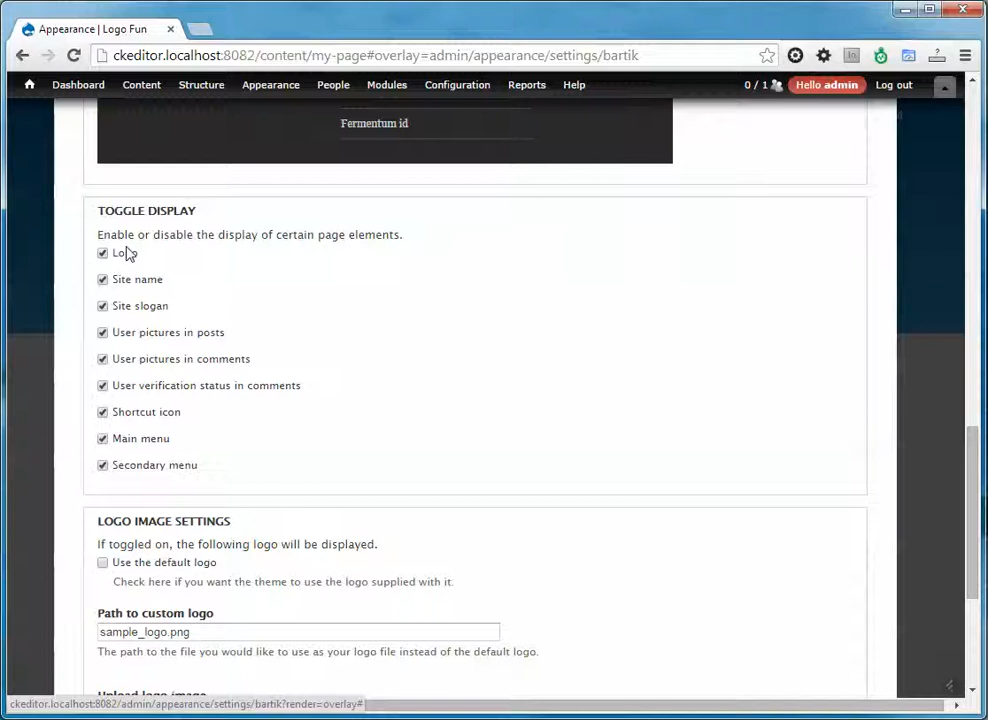 Appearance | Logo Fun
ckeditor.localhost:8082/content/my-page#overlay=admin/appearance/settings/bartik
Dashboard Content Structure Appearance People Modules Configuration Reports Help 0 / 1 Hello admin Log out
Fermentum id
TOGGLE DISPLAY
Enable or disable the display of certain page elements.
Logo
Site name
Site slogan
User pictures in posts
User pictures in comments
User verification status in comments
Shortcut icon
Main menu
Secondary menu
LOGO IMAGE SETTINGS
If toggled on, the following logo will be displayed.
Use the default logo
Check here if you want the theme to use the logo supplied with it.
Path to custom logo
sample_logo.png
The path to the file you would like to use as your logo file instead of the default logo.
Upload logo image
ckeditor.localhost:8082/admin/appearance/settings/bartik?render=overlay#